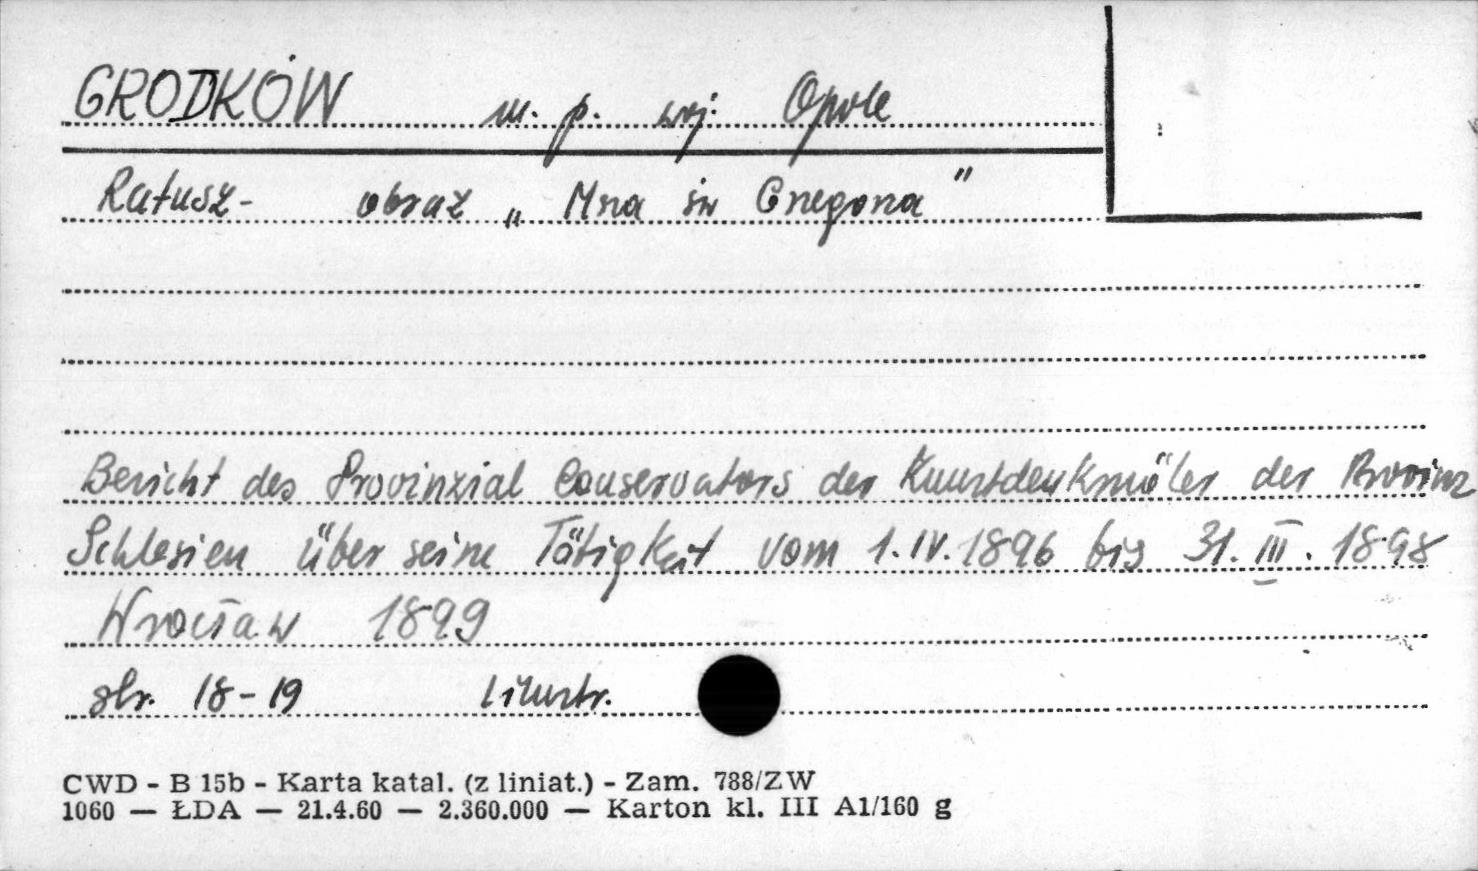 GRODKÓW m. p. woj. Opole
Ratusz - obraz „Msza św Grzegorza"
Bericht des Provinzial Conservators der Kunstdenkmäler der Provinz
Schlesien über seine Tätigkeit vom 1.IV.1896 bis 31.III.1898
Wrocław 1899
str. 18-19 ilustr.
CWD - B 15b - Karta katal. (z liniat.) - Zam. 788/ZW
1060 — ŁDA — 21.4.60 — 2.360.000 — Karton kl. III A1/160 g